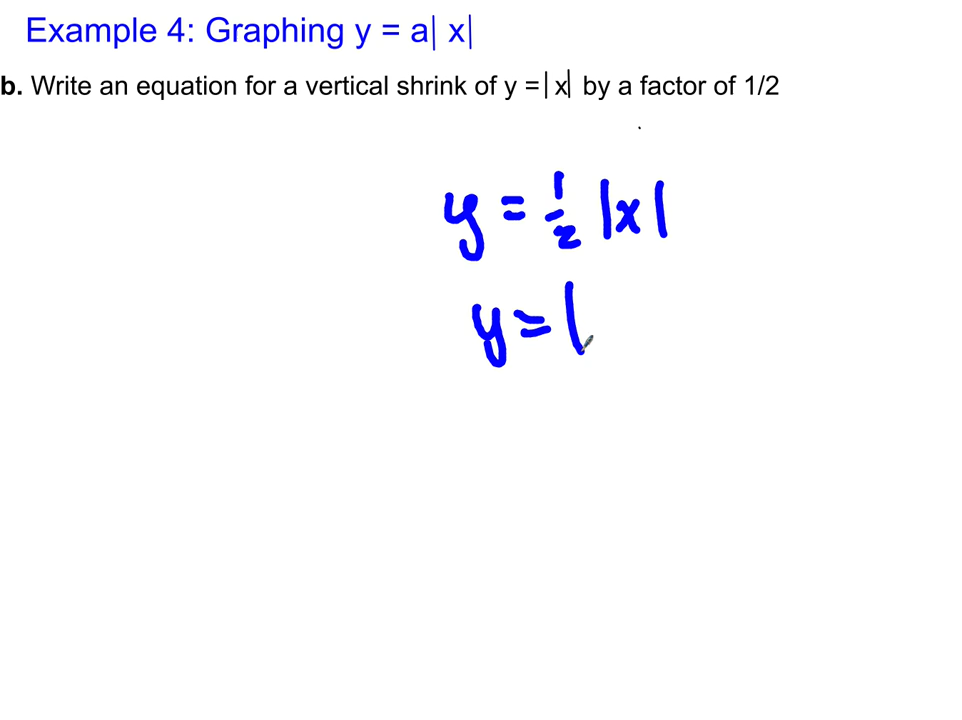 Example 4: Graphing y = a| x|
b. Write an equation for a vertical shrink of y =| x| by a factor of 1/2
y = 1/2 |x|
y = |